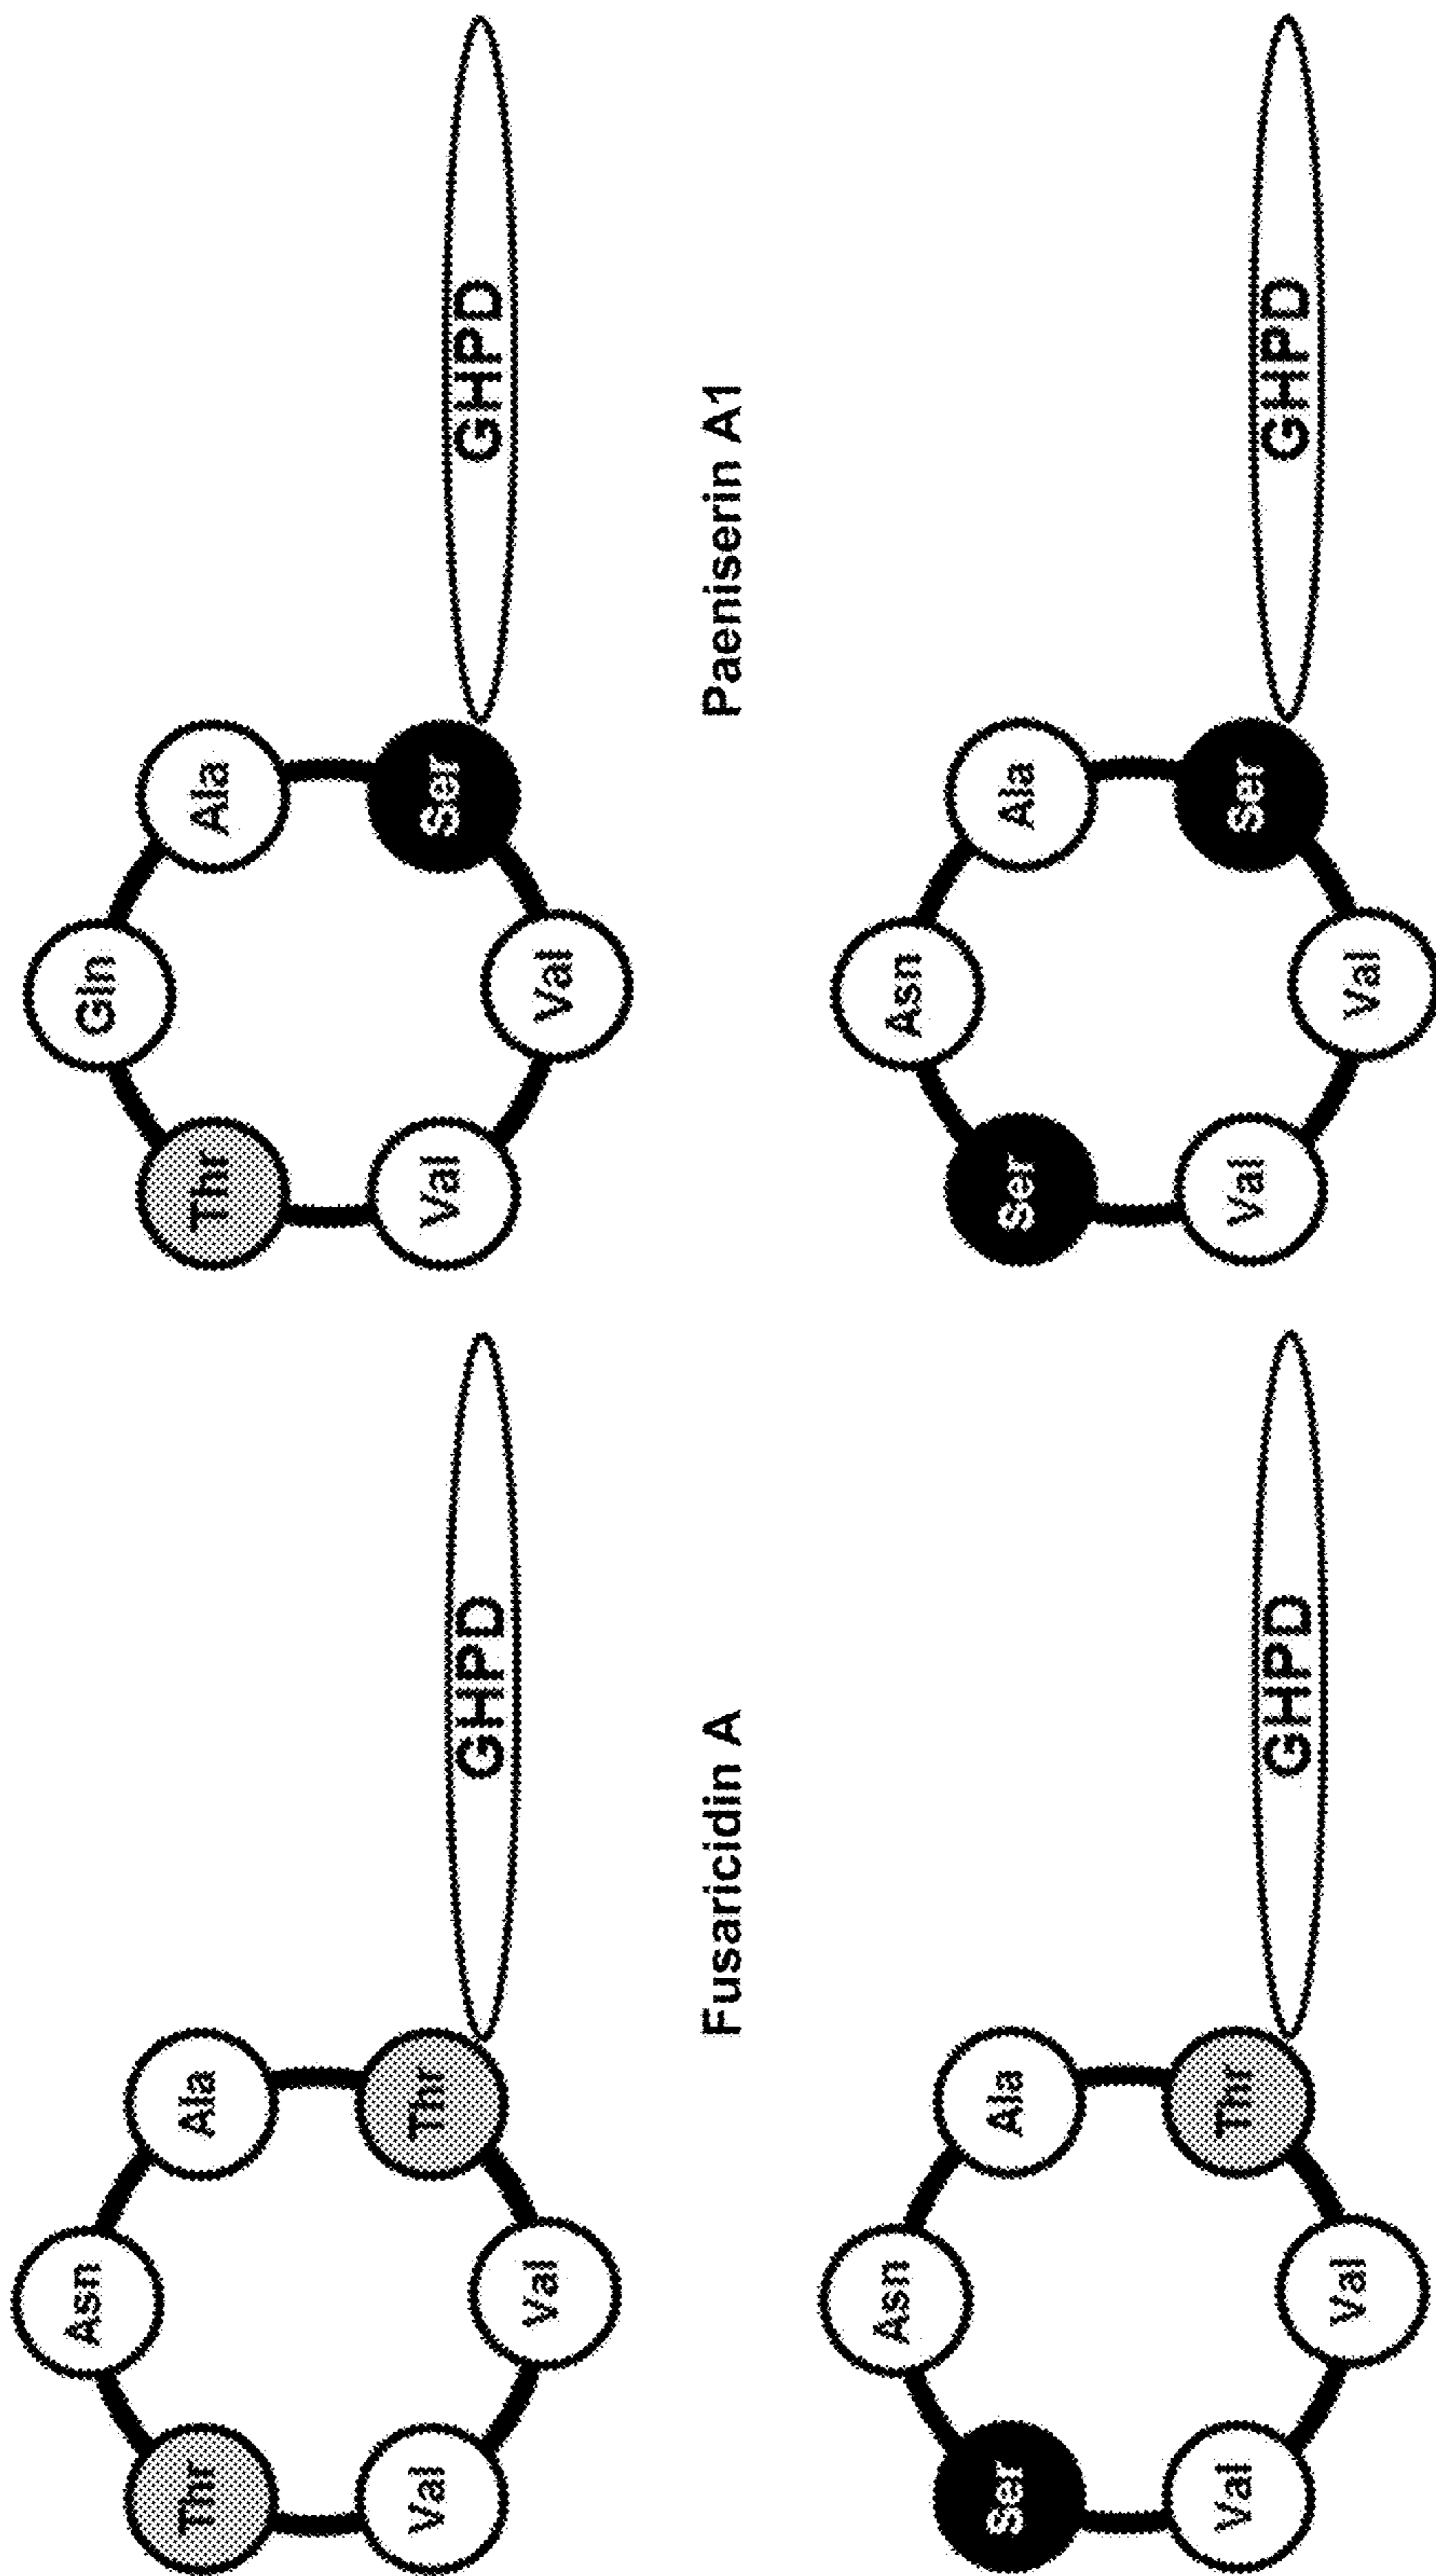 Asn
Thr
Ala
Val
Thr
GHPD
Val
Fusaricidin A
Gln
Thr
Ala
Val
Ser
GHPD
Val
Paeniserin A1
Asn
Ser
Ala
Val
Thr
GHPD
Val
Asn
Ser
Ala
Val
Ser
GHPD
Val